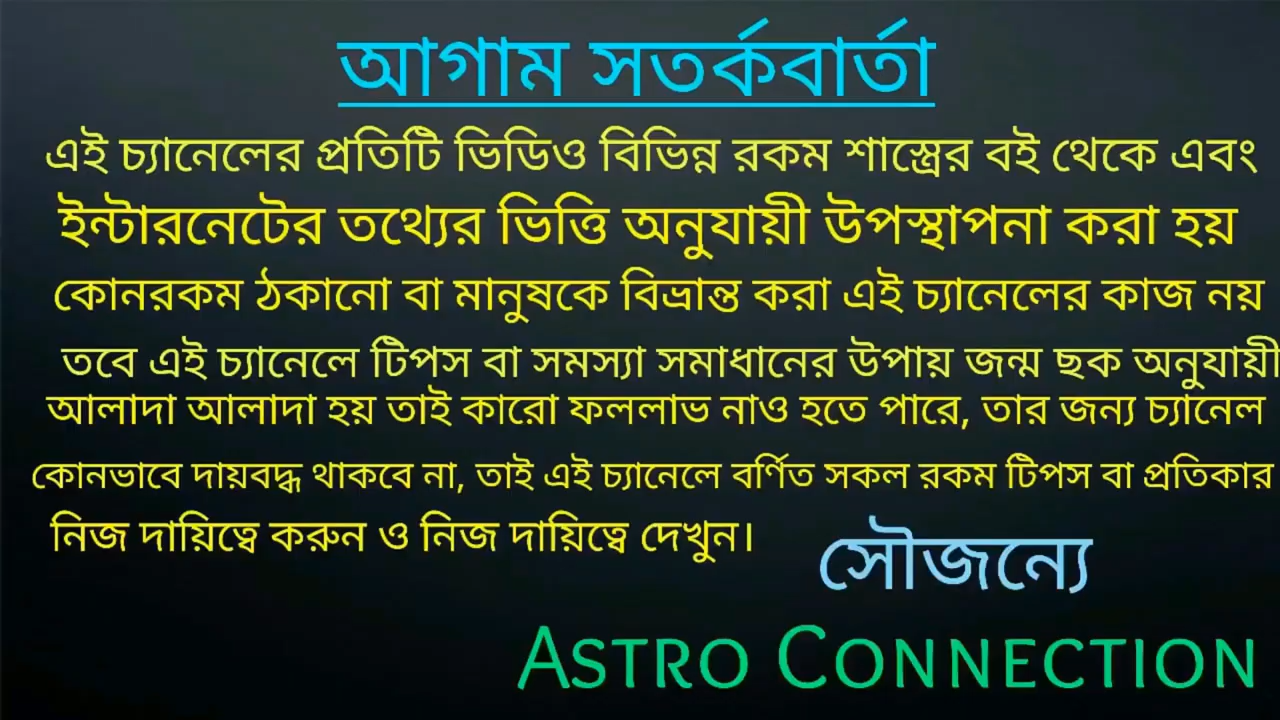 আগাম সতর্কবার্তা
এই চ্যানেলের প্রতিটি ভিডিও বিভিন্ন রকম শাস্ত্রের বই থেকে এবং
ইন্টারনেটের তথ্যের ভিত্তি অনুযায়ী উপস্থাপনা করা হয়
কোনরকম ঠকানো বা মানুষকে বিভ্রান্ত করা এই চ্যানেলের কাজ নয়
তবে এই চ্যানেলে টিপস বা সমস্যা সমাধানের উপায় জন্ম ছক অনুযায়ী
আলাদা আলাদা হয় তাই কারো ফললাভ নাও হতে পারে, তার জন্য চ্যানেল
কোনভাবে দায়বদ্ধ থাকবে না, তাই এই চ্যানেলে বর্ণিত সকল রকম টিপস বা প্রতিকার
নিজ দায়িত্বে করুন ও নিজ দায়িত্বে দেখুন।
সৌজন্যে
ASTRO CONNECTION